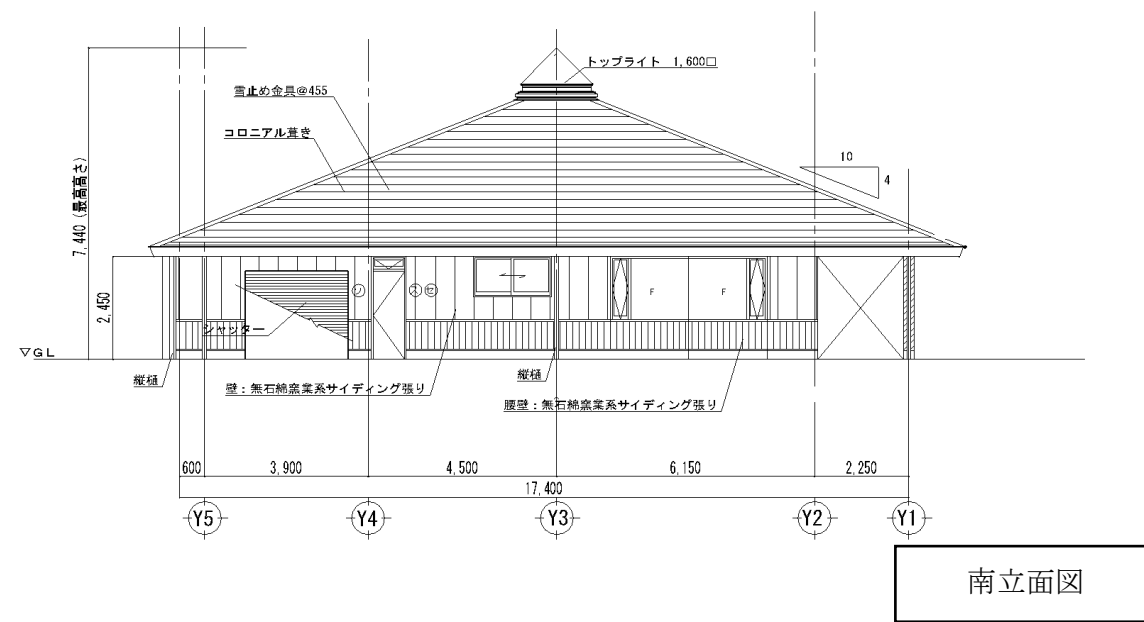 トップライト 1,600□
雪止め金具@455
コロニアル葺き
10
4
7,440（最高高さ）
2,450
ソ
ス
セ
F
F
シャッター
▽GL
縦樋
縦樋
壁：無石綿窯業系サイディング張り
腰壁：無石綿窯業系サイディング張り
600
3,900
4,500
6,150
2,250
17,400
Y5
Y4
Y3
Y2
Y1
南立面図